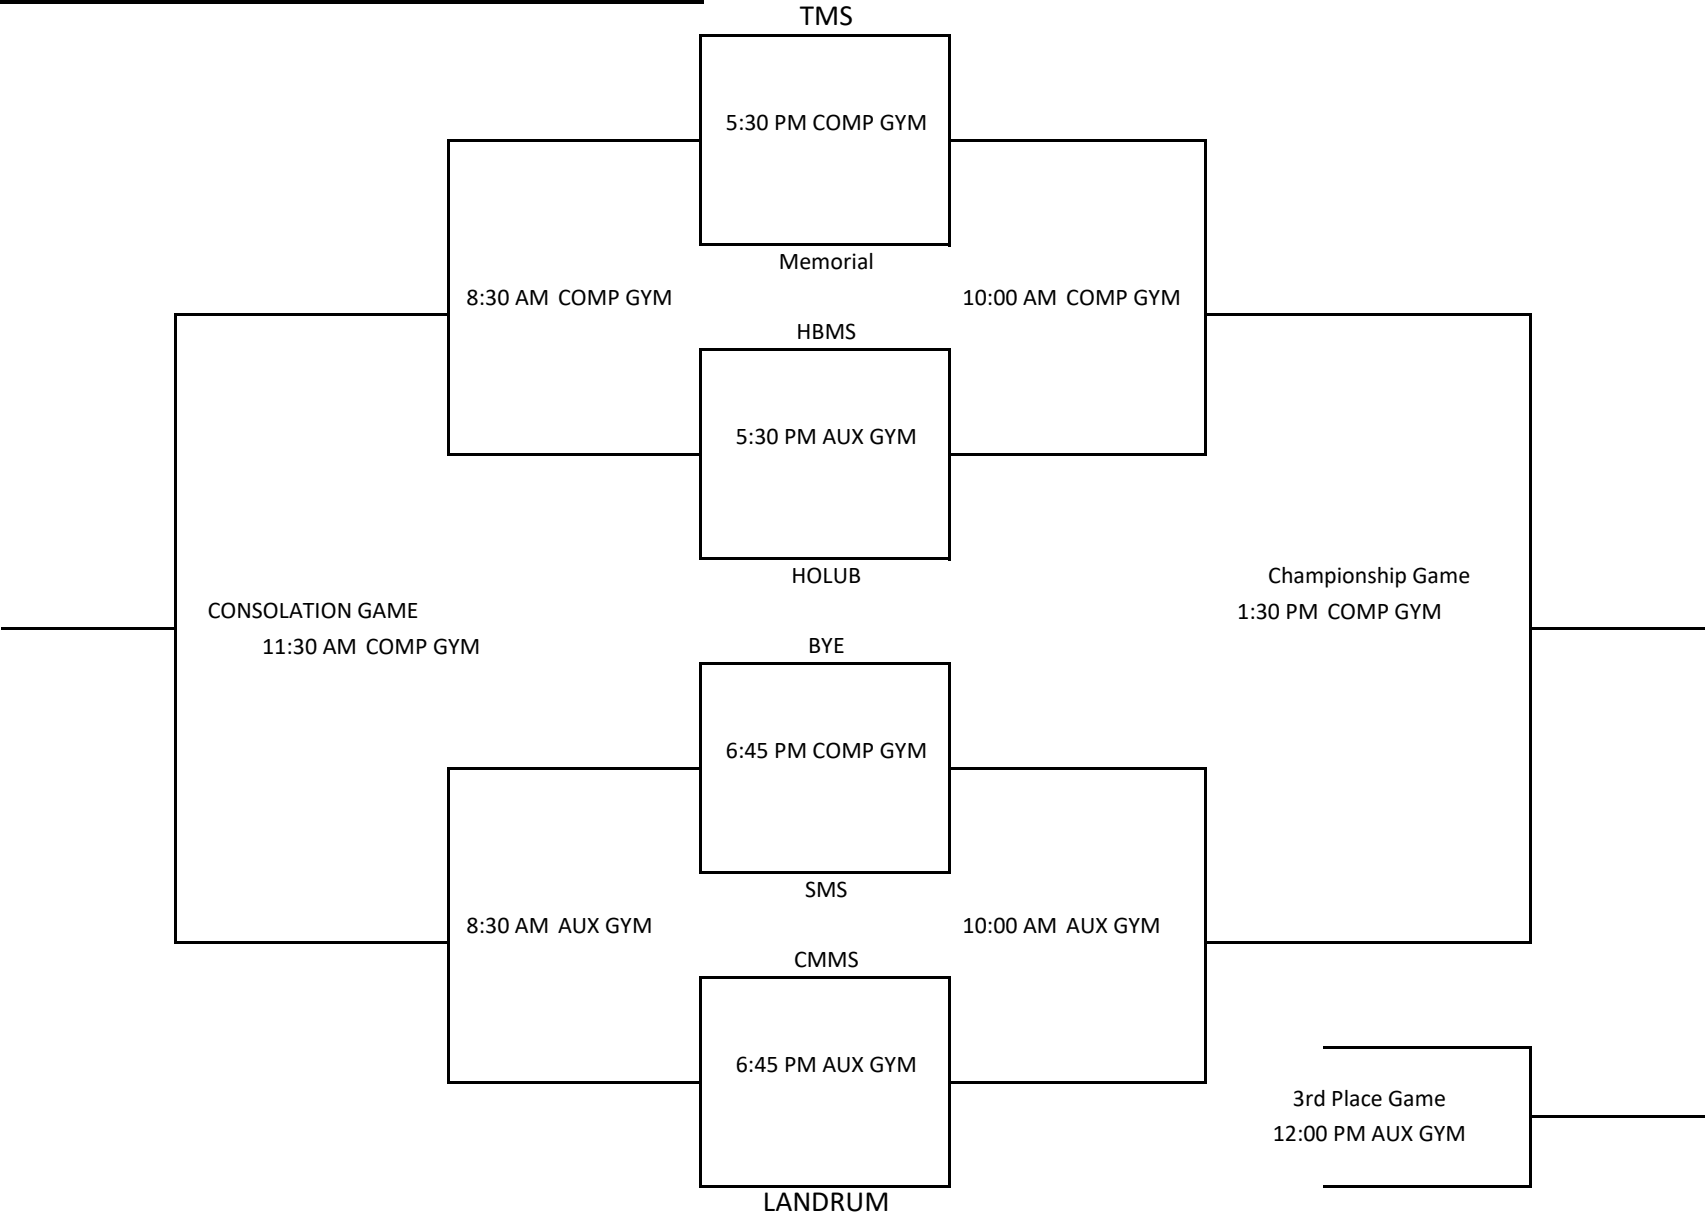 TMS
5:30 PM COMP GYM
Memorial
8:30 AM COMP GYM
10:00 AM COMP GYM
HBMS
5:30 PM AUX GYM
HOLUB
Championship Game
1:30 PM COMP GYM
CONSOLATION GAME
11:30 AM COMP GYM
BYE
6:45 PM COMP GYM
SMS
8:30 AM AUX GYM
10:00 AM AUX GYM
CMMS
6:45 PM AUX GYM
3rd Place Game
12:00 PM AUX GYM
LANDRUM